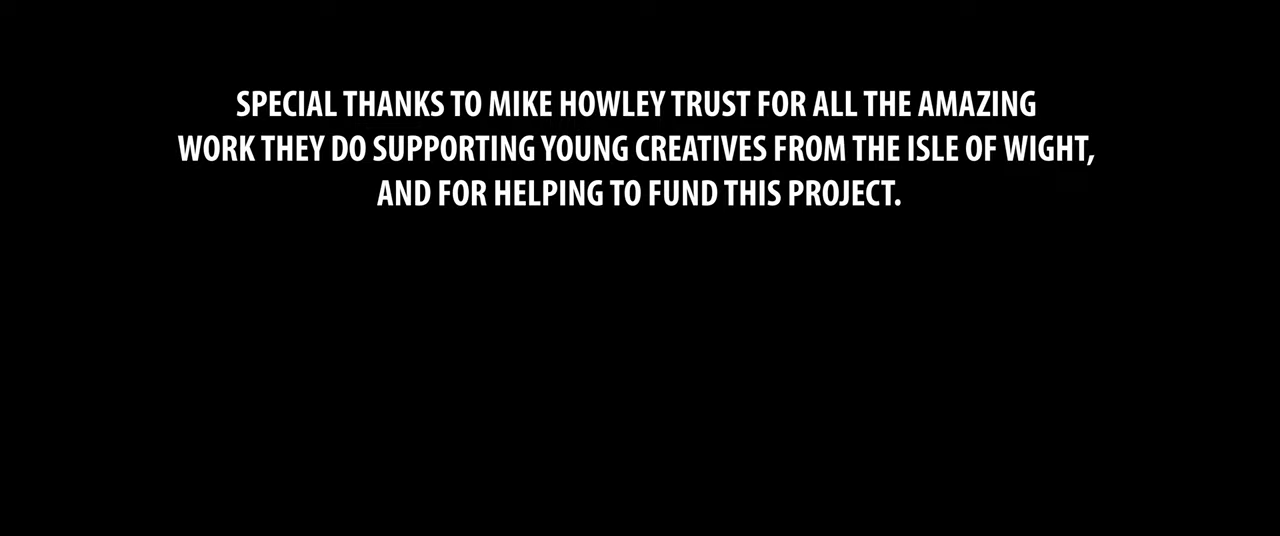 SPECIAL THANKS TO MIKE HOWLEY TRUST FOR ALL THE AMAZING
WORK THEY DO SUPPORTING YOUNG CREATIVES FROM THE ISLE OF WIGHT,
AND FOR HELPING TO FUND THIS PROJECT.